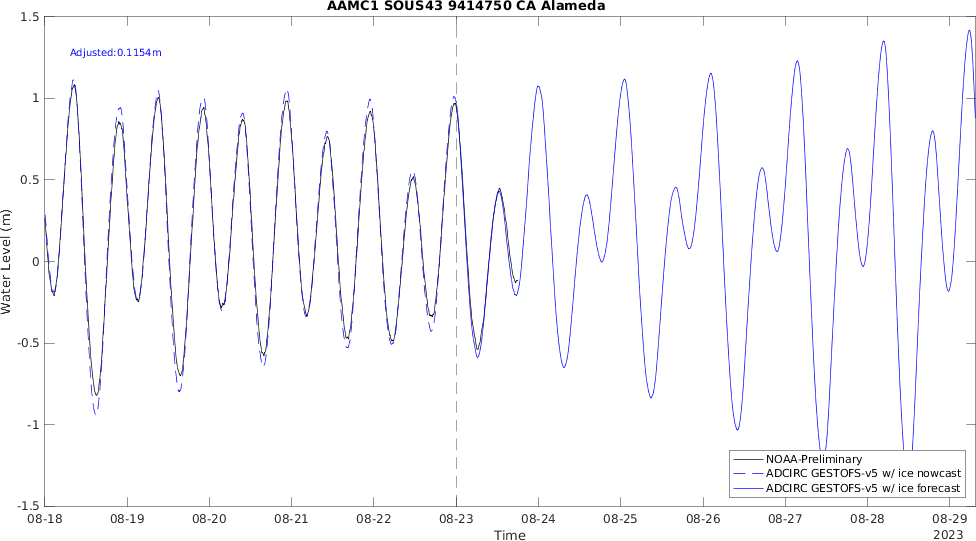 AAMC1 SOUS43 9414750 CA Alameda
Adjusted:0.1154m
1.5
1
0.5
0
-0.5
-1
-1.5
Water Level (m)
NOAA-Preliminary
ADCIRC GESTOFS-v5 w/ ice nowcast
ADCIRC GESTOFS-v5 w/ ice forecast
08-18 08-19 08-20 08-21 08-22 08-23 08-24 08-25 08-26 08-27 08-28 08-29
2023
Time